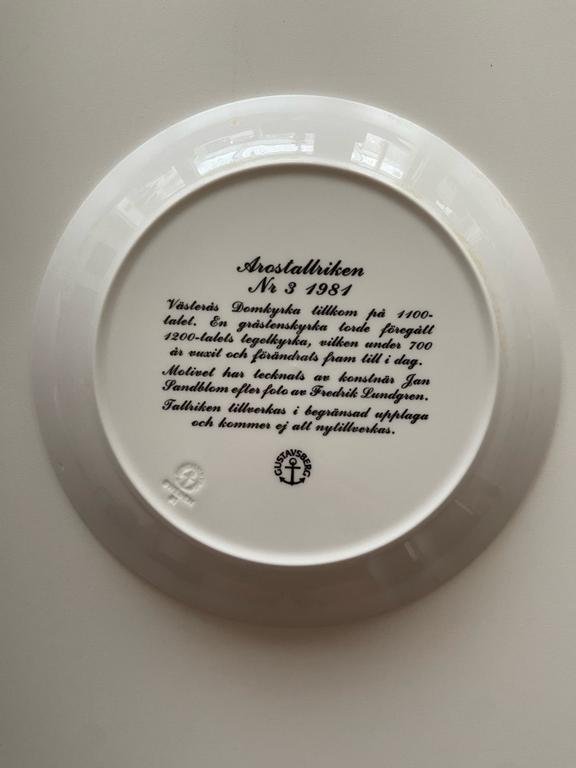 Arostallriken
Nr 3 1981
Västerås Domkyrka tillkom på 1100-
talet. En gråstenskyrka torde föregått
1200-talets tegelkyrka, vilken under 700
år vuxit och förändrats fram till i dag.
Motivet har tecknats av konstnär Jan
Sandblom efter foto av Fredrik Lundgren.
Tallriken tillverkas i begränsad upplaga
och kommer ej att nytillverkas.
GUSTAVSBERG